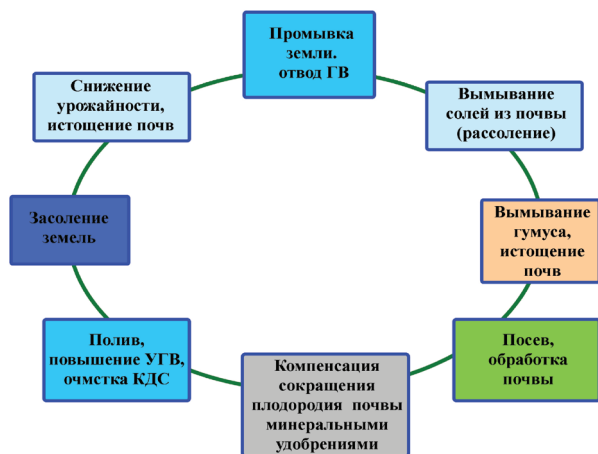 Промывка
земли.
отвод ГВ
Снижение
урожайности,
истощение почв
Вымывание
солей из почвы
(рассоление)
Засоление
земель
Вымывание
гумуса,
истощение
почв
Полив,
повышение УГВ,
очмстка КДС
Компенсация
сокращения
плодородия почвы
минеральными
удобрениями
Посев,
обработка
почвы